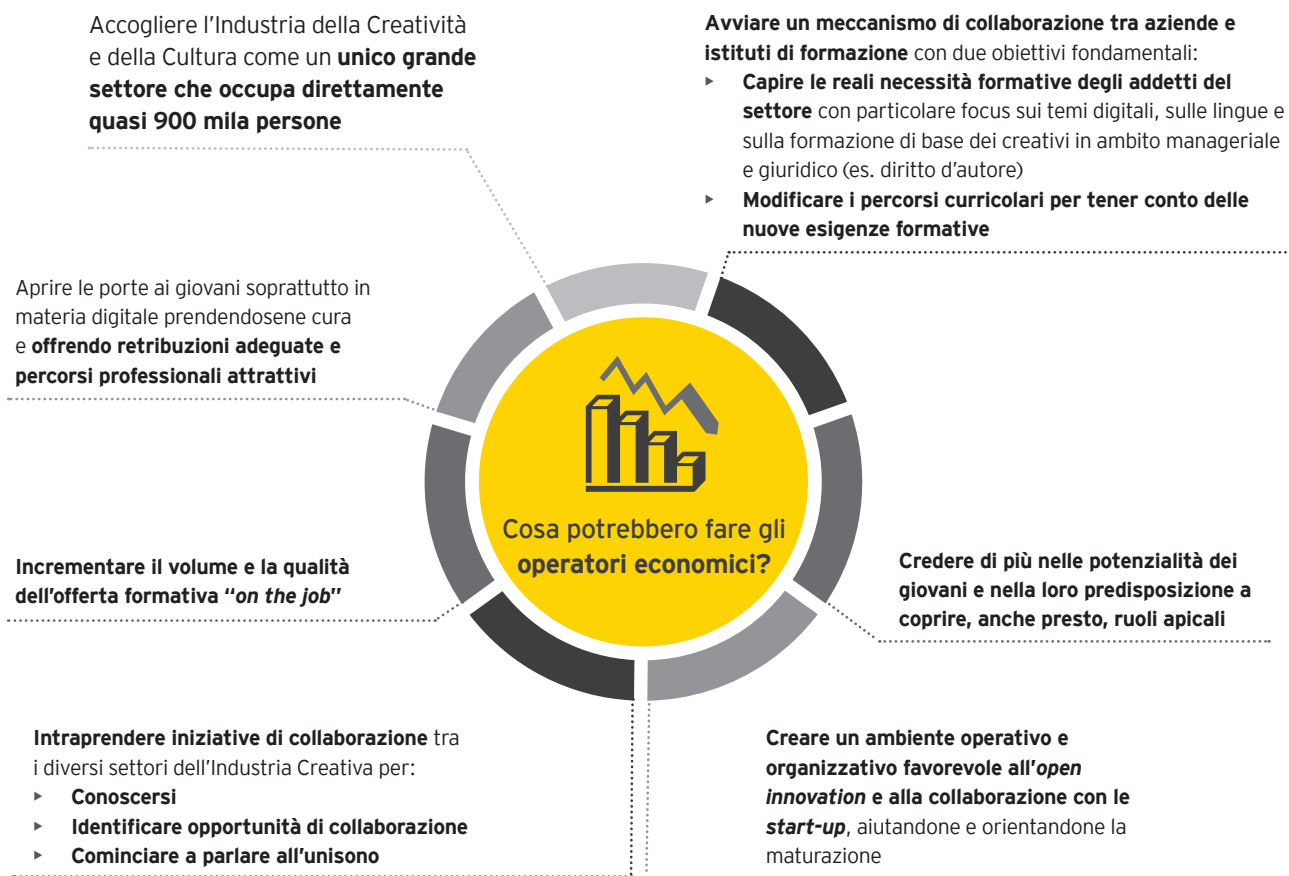 Accogliere l'Industria della Creatività
e della Cultura come un unico grande
settore che occupa direttamente
quasi 900 mila persone
Avviare un meccanismo di collaborazione tra aziende e
istituti di formazione con due obiettivi fondamentali:
▸ Capire le reali necessità formative degli addetti del
settore con particolare focus sui temi digitali, sulle lingue e
sulla formazione di base dei creativi in ambito manageriale
e giuridico (es. diritto d'autore)
▸ Modificare i percorsi curricolari per tener conto delle
nuove esigenze formative
Aprire le porte ai giovani soprattutto in
materia digitale prendendosene cura
e offrendo retribuzioni adeguate e
percorsi professionali attrattivi
Cosa potrebbero fare gli
operatori economici?
Incrementare il volume e la qualità
dell'offerta formativa "on the job"
Credere di più nelle potenzialità dei
giovani e nella loro predisposizione a
coprire, anche presto, ruoli apicali
Intraprendere iniziative di collaborazione tra
i diversi settori dell'Industria Creativa per:
▸ Conoscersi
▸ Identificare opportunità di collaborazione
▸ Cominciare a parlare all'unisono
Creare un ambiente operativo e
organizzativo favorevole all'open
innovation e alla collaborazione con le
start-up, aiutandone e orientandone la
maturazione